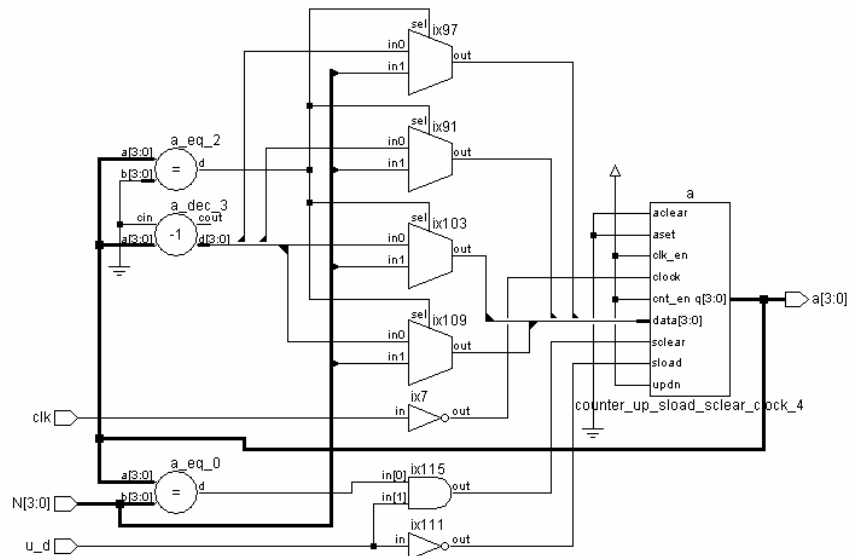 sel ix97
in0
out
in1
sel ix91
in0
out
in1
a_eq_2
a[3:0]
d
=
b[3:0]
a_dec_3
cin
cout
-1
a[3:0]
d[3:0]
sel ix103
in0
out
in1
sel ix109
in0
out
in1
a
aclear
aset
clk_en
clock
cnt_en q[3:0]
data[3:0]
sclear
sload
updn
counter_up_sload_sclear_clock_4
a[3:0]
clk
ix7
in
out
a_eq_0
a[3:0]
d
=
b[3:0]
N[3:0]
ix115
in[0]
in[1]
out
u_d
ix111
in
out